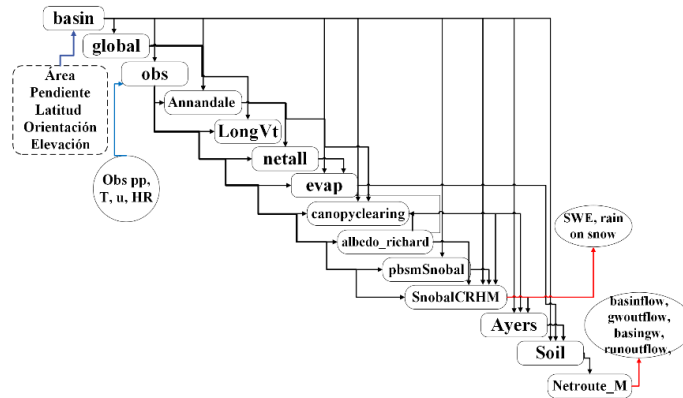 basin
global
Área
Pendiente
Latitud
Orientación
Elevación
obs
Annandale
LongVt
netall
Obs pp,
T, u, HR
evap
canopyclearing
albedo_richard
SWE, rain
on snow
pbsmSnobal
SnobalCRHM
basinflow,
gwoutflow,
basingw,
runoutflow,
Ayers
Soil
Netroute_M